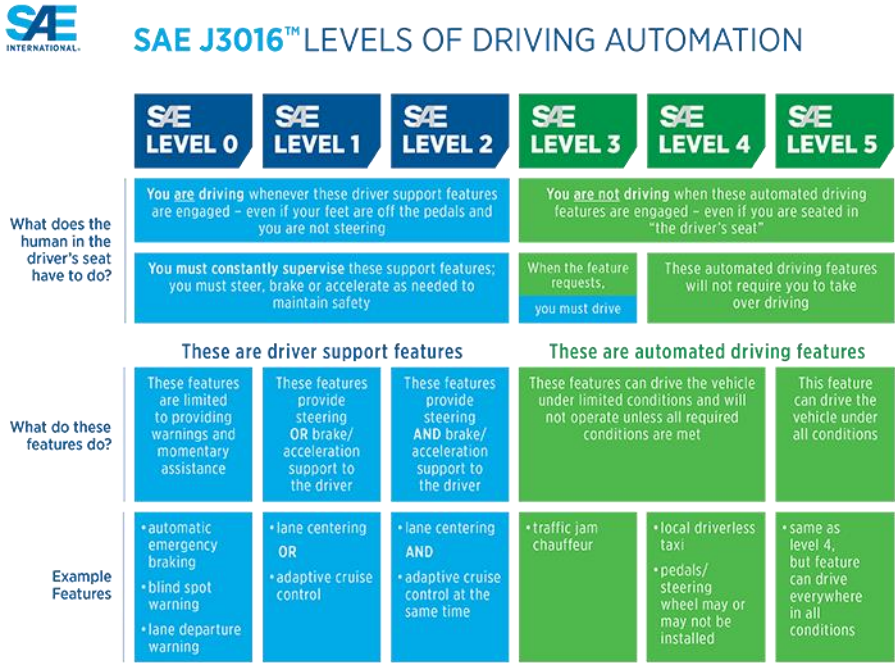 SAE
INTERNATIONAL®
SAE J3016™ LEVELS OF DRIVING AUTOMATION
SAE
LEVEL 0
SAE
LEVEL 1
SAE
LEVEL 2
SAE
LEVEL 3
SAE
LEVEL 4
SAE
LEVEL 5
What does the
human in the
driver's seat
have to do?
You are driving whenever these driver support features
are engaged – even if your feet are off the pedals and
you are not steering
You are not driving when these automated driving
features are engaged – even if you are seated in
“the driver's seat”
You must constantly supervise these support features;
you must steer, brake or accelerate as needed to
maintain safety
When the feature
requests,
you must drive
These automated driving features
will not require you to take
over driving
These are driver support features
These are automated driving features
What do these
features do?
These features
are limited
to providing
warnings and
momentary
assistance
These features
provide
steering
OR brake/
acceleration
support to
the driver
These features
provide
steering
AND brake/
acceleration
support to
the driver
These features can drive the vehicle
under limited conditions and will
not operate unless all required
conditions are met
This feature
can drive the
vehicle under
all conditions
Example
Features
• automatic
emergency
braking
• blind spot
warning
• lane departure
warning
• lane centering
OR
• adaptive cruise
control
• lane centering
AND
• adaptive cruise
control at the
same time
• traffic jam
chauffeur
• local driverless
taxi
• pedals/
steering
wheel may or
may not be
installed
• same as
level 4,
but feature
can drive
everywhere
in all
conditions